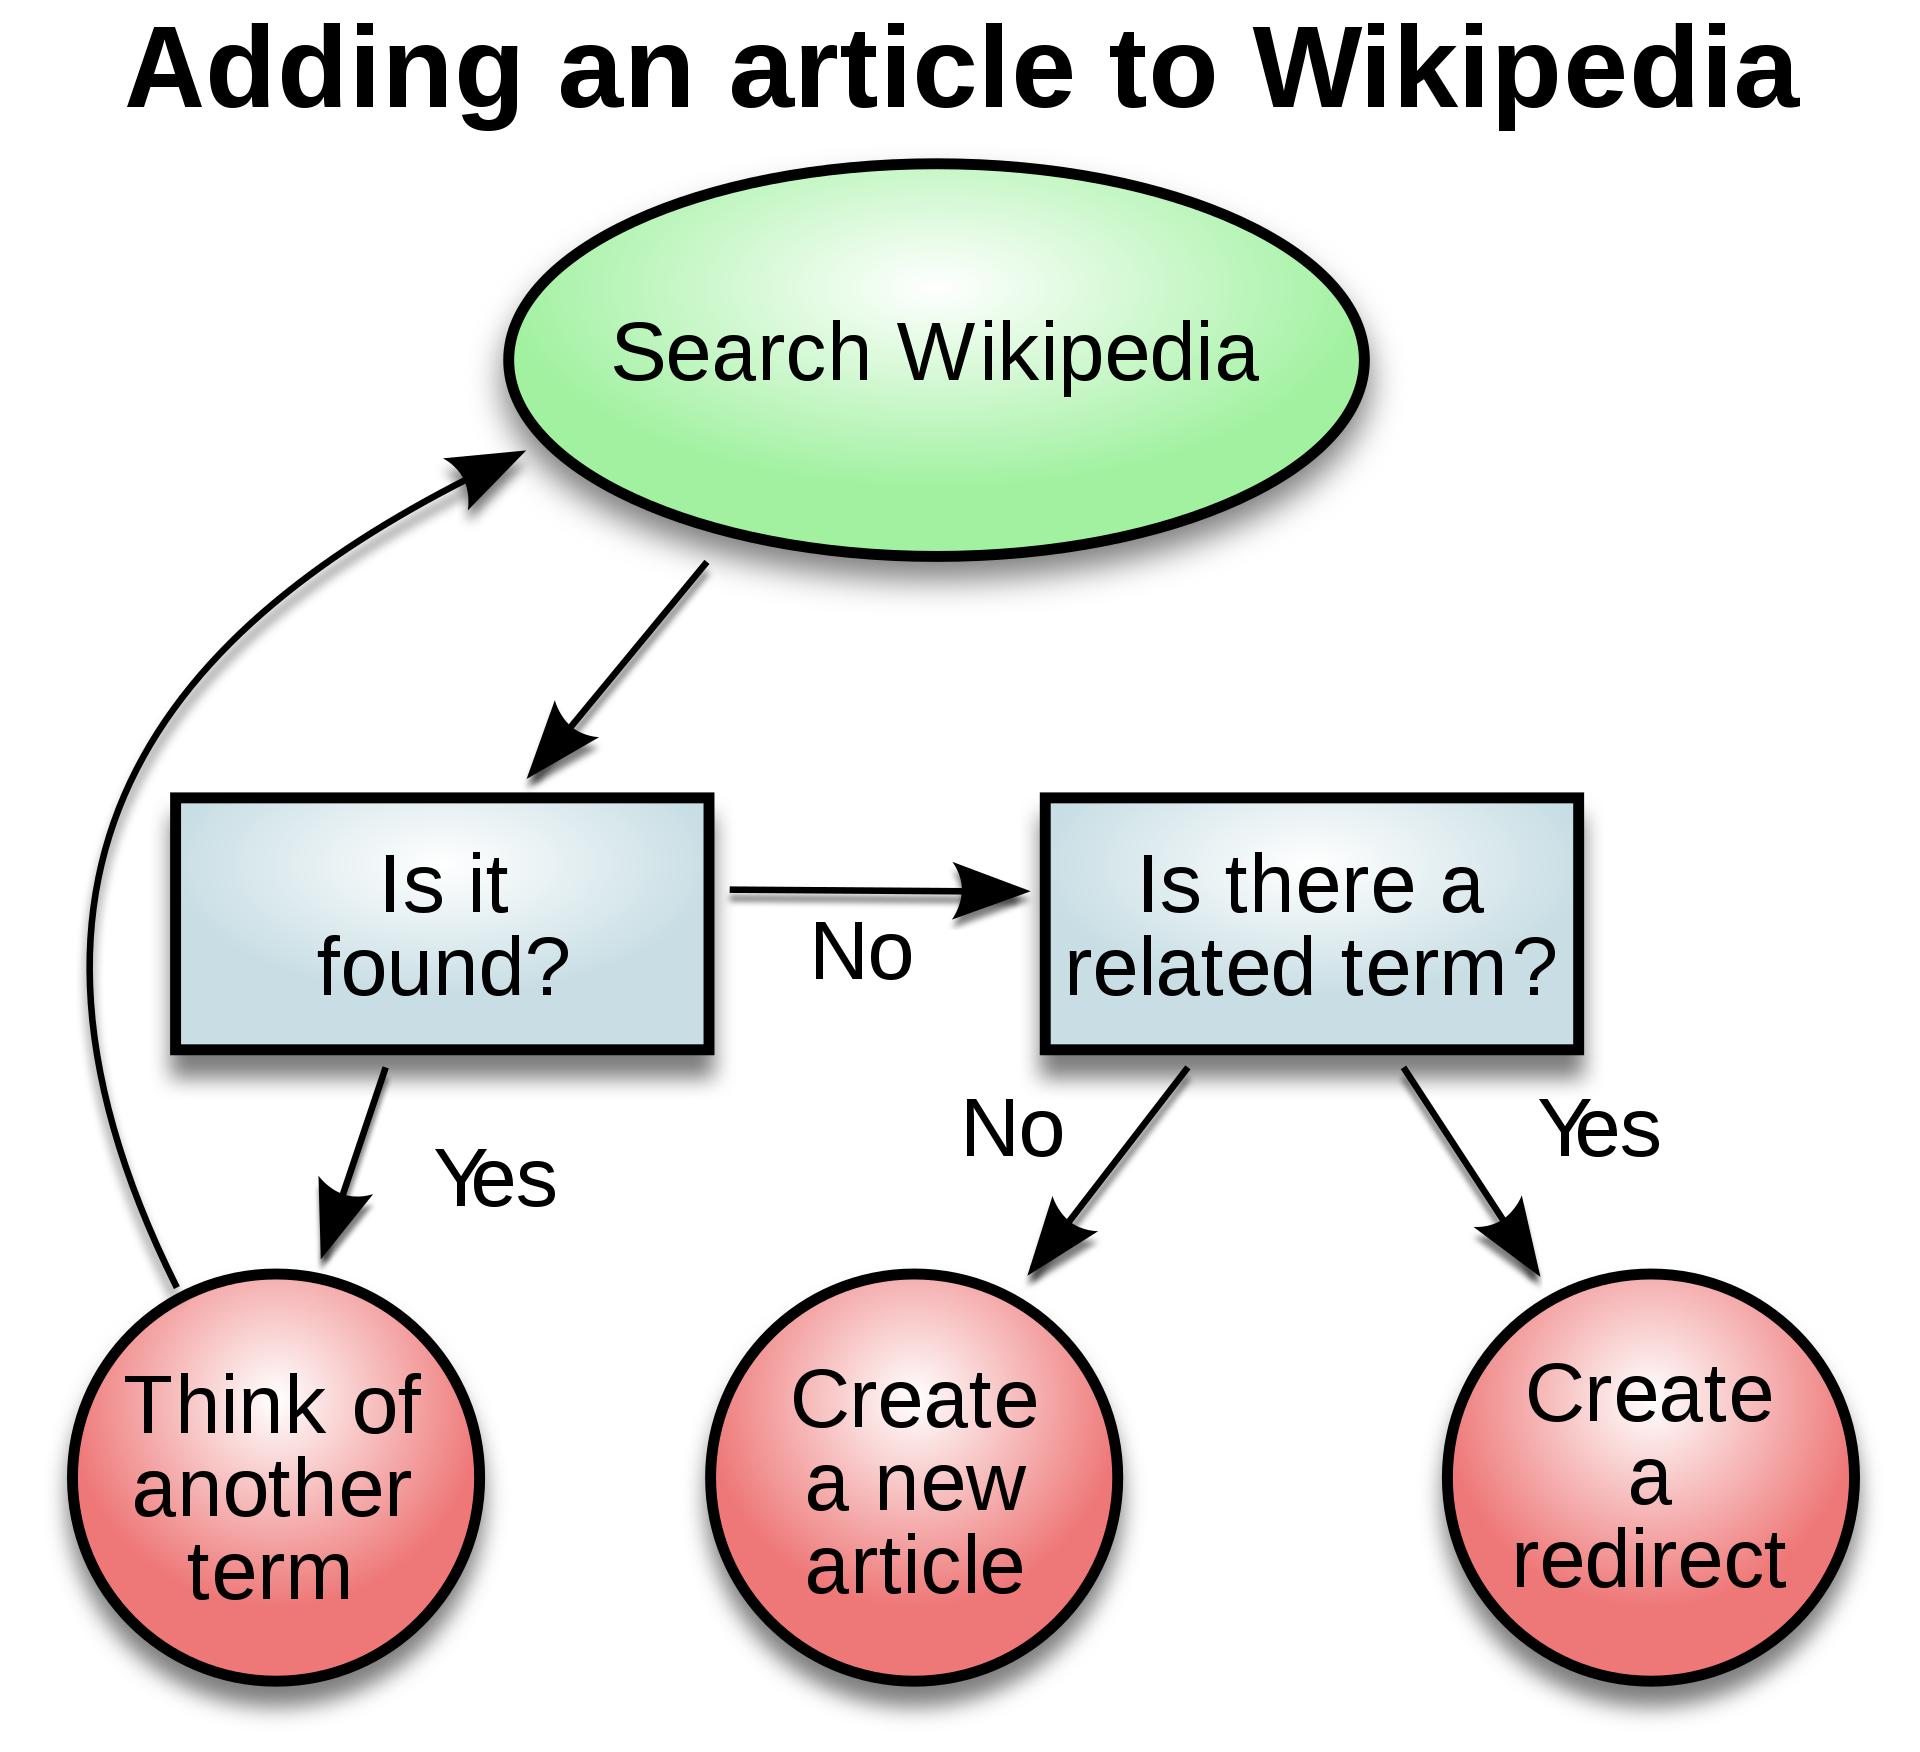 Adding an article to Wikipedia
Search Wikipedia
Is it
found?
No
Is there a
related term?
Yes
No
Yes
Think of
another
term
Create
a new
article
Create
a
redirect